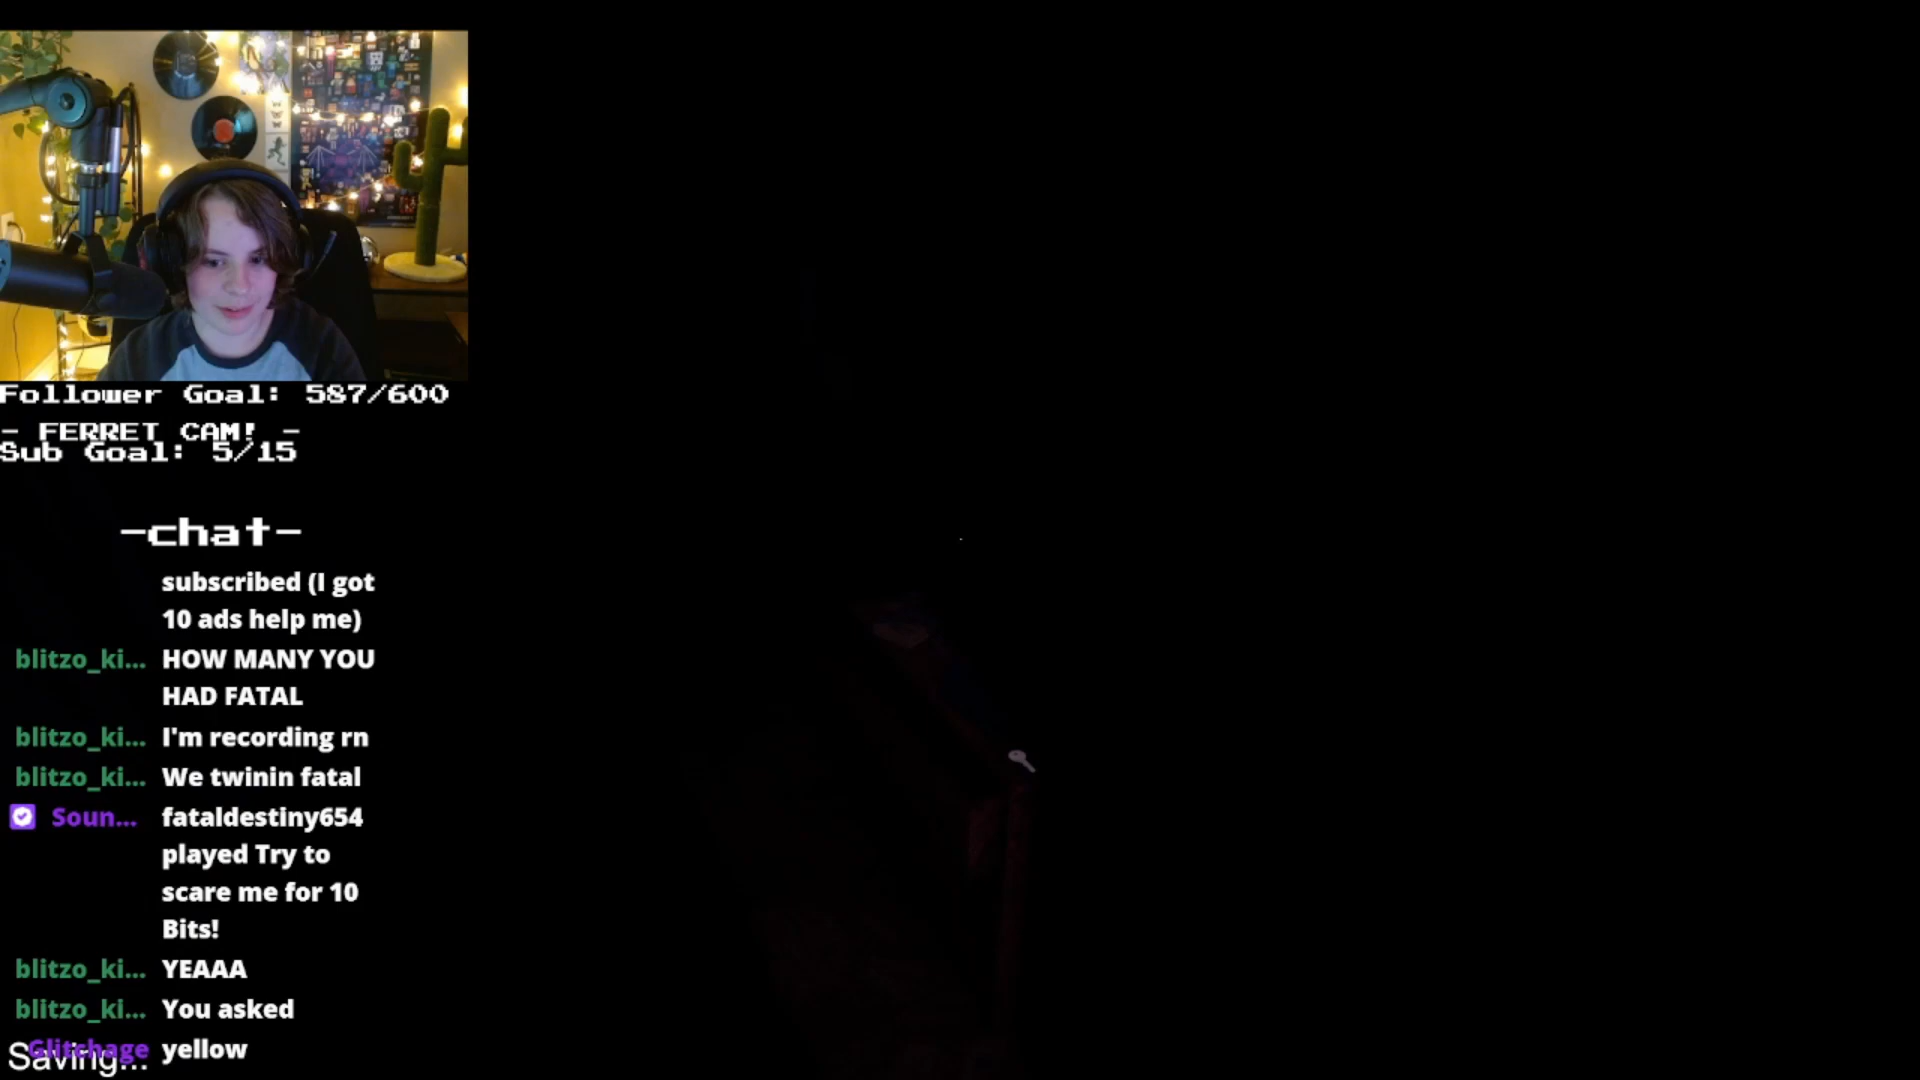 Follower Goal: 587/600
- FERRET CAM! -
Sub Goal: 5/15
-chat-
subscribed (I got
10 ads help me)
blitzo_ki... HOW MANY YOU
HAD FATAL
blitzo_ki... I'm recording rn
blitzo_ki... We twinin fatal
Soun... fataldestiny654
played Try to
scare me for 10
Bits!
blitzo_ki... YEAAA
blitzo_ki... You asked
Glitchage yellow
Saving...